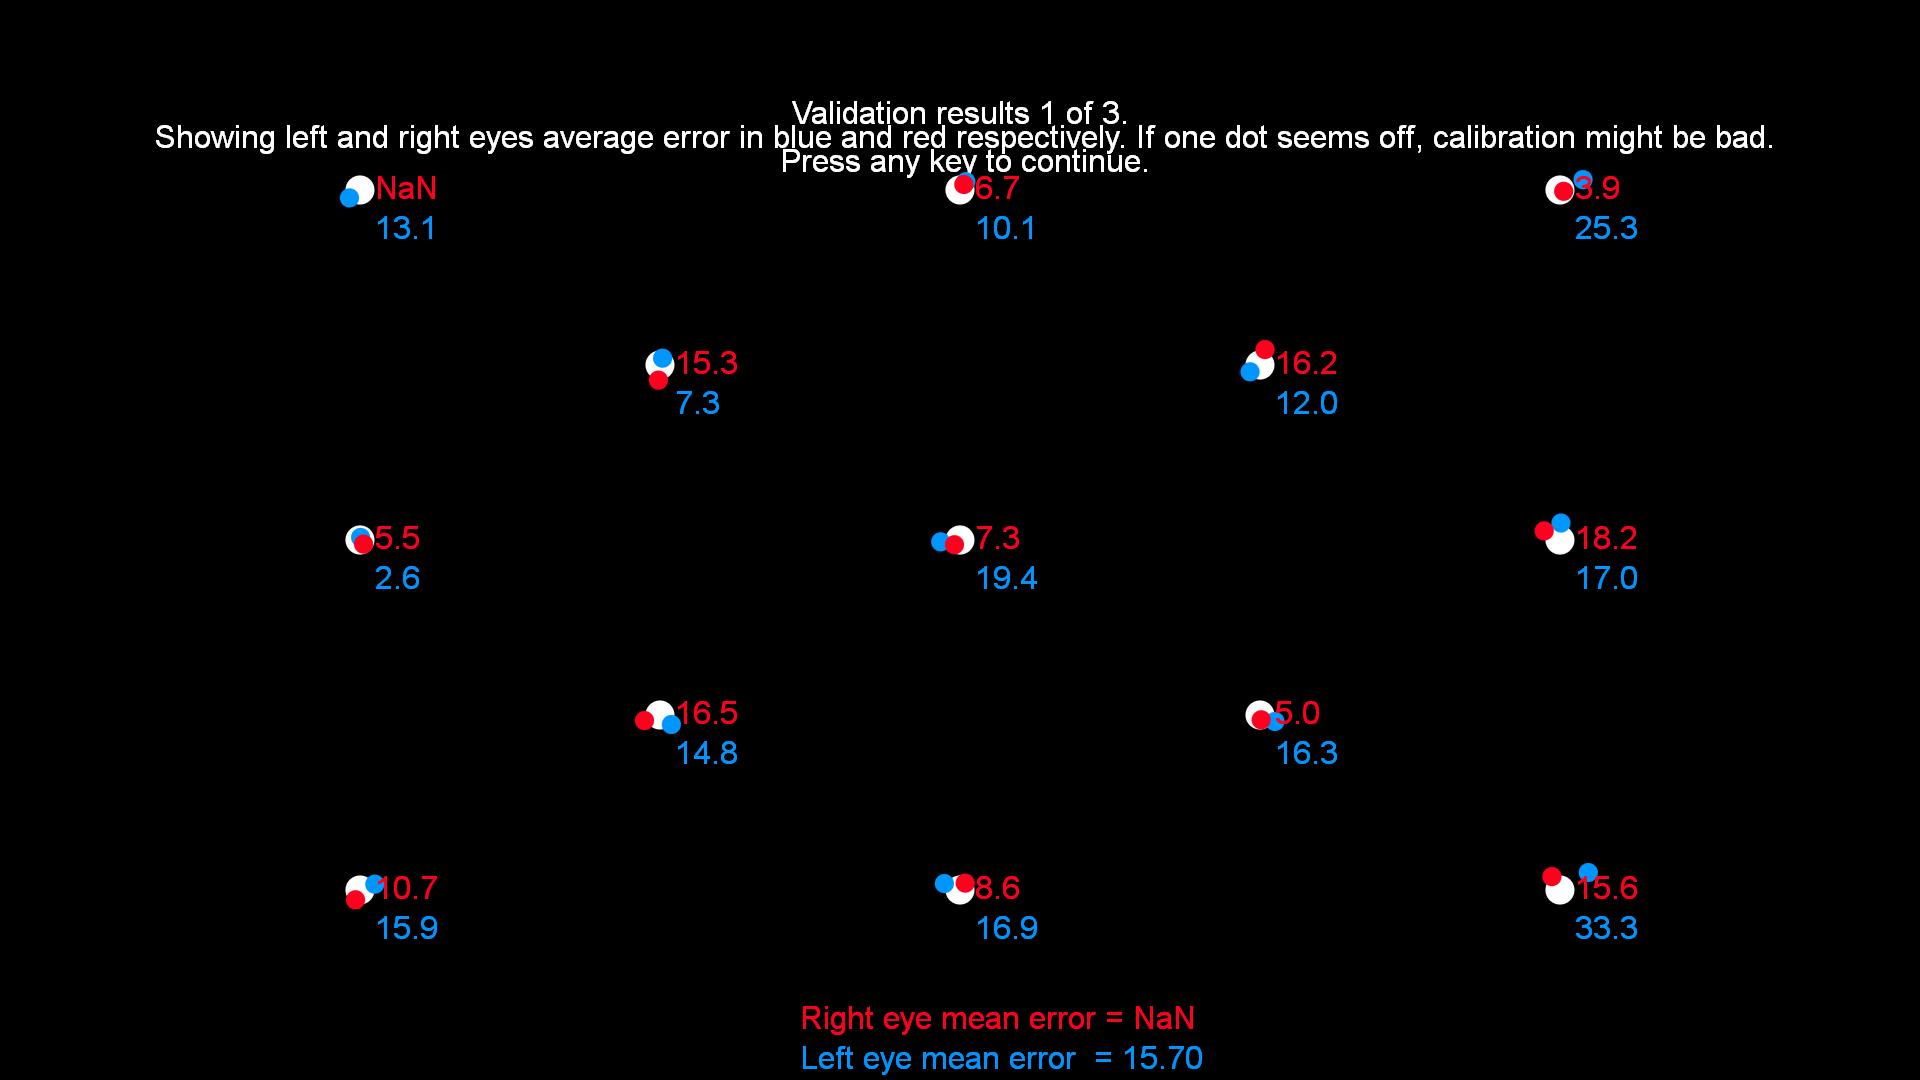 Validation results 1 of 3.
Showing left and right eyes average error in blue and red respectively. If one dot seems off, calibration might be bad.
Press any key to continue.
NaN 6.7 3.9
13.1 10.1 25.3
15.3 16.2
7.3 12.0
5.5 7.3 18.2
2.6 19.4 17.0
16.5 5.0
14.8 16.3
10.7 8.6 15.6
15.9 16.9 33.3
Right eye mean error = NaN
Left eye mean error = 15.70